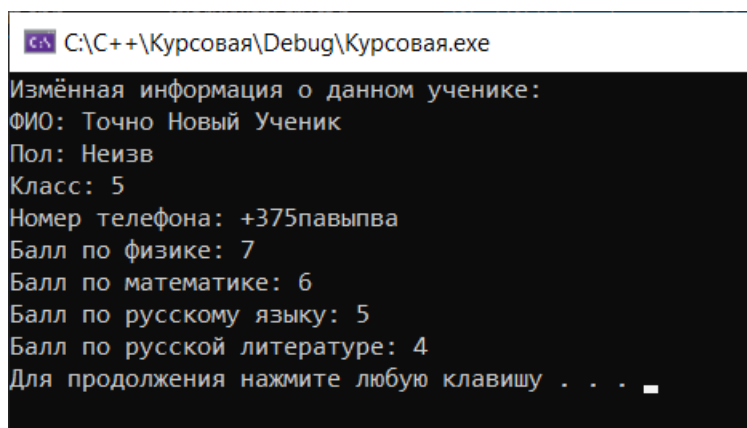 C:\C++\Курсовая\Debug\Курсовая.exe
Измённая информация о данном ученике:
ФИО: Точно Новый Ученик
Пол: Неизв
Класс: 5
Номер телефона: +375павыпва
Балл по физике: 7
Балл по математике: 6
Балл по русскому языку: 5
Балл по русской литературе: 4
Для продолжения нажмите любую клавишу . . .